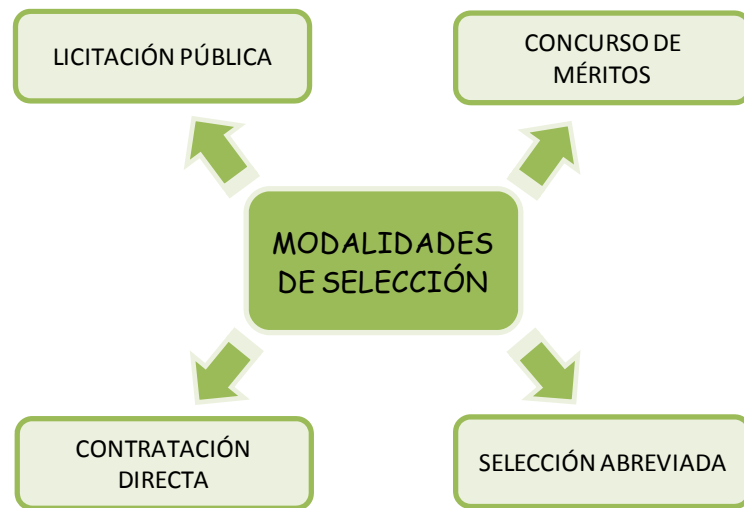 LICITACIÓN PÚBLICA
CONCURSO DE
MÉRITOS
MODALIDADES
DE SELECCIÓN
CONTRATACIÓN
DIRECTA
SELECCIÓN ABREVIADA